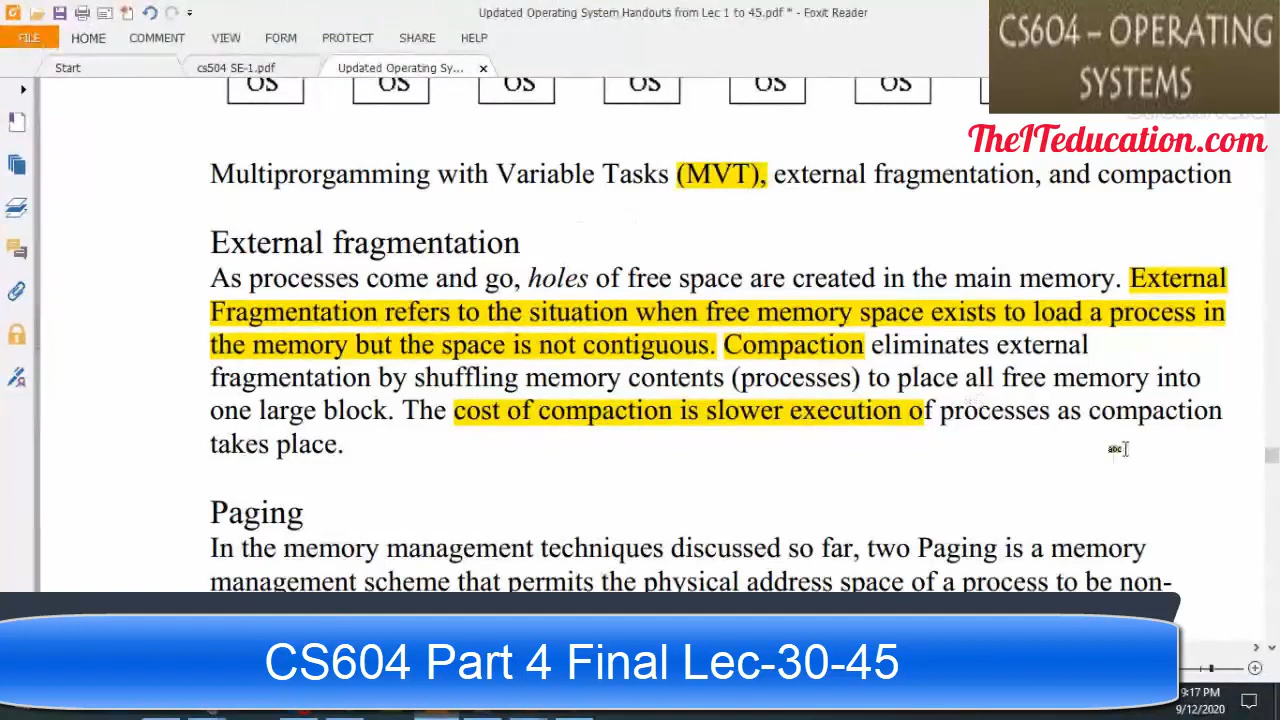 Updated Operating System Handouts from Lec 1 to 45.pdf * - Foxit Reader
CS604 – OPERATING
SYSTEMS
FILE HOME COMMENT VIEW FORM PROTECT SHARE HELP
Start cs504 SE-1.pdf Updated Operating Sy... ×
OS OS OS OS OS OS
TheITeducation.com
Multiprorgamming with Variable Tasks (MVT), external fragmentation, and compaction
External fragmentation
As processes come and go, holes of free space are created in the main memory. External
Fragmentation refers to the situation when free memory space exists to load a process in
the memory but the space is not contiguous. Compaction eliminates external
fragmentation by shuffling memory contents (processes) to place all free memory into
one large block. The cost of compaction is slower execution of processes as compaction
takes place.
abc
Paging
In the memory management techniques discussed so far, two Paging is a memory
management scheme that permits the physical address space of a process to be non-
CS604 Part 4 Final Lec-30-45
9:17 PM
9/12/2020